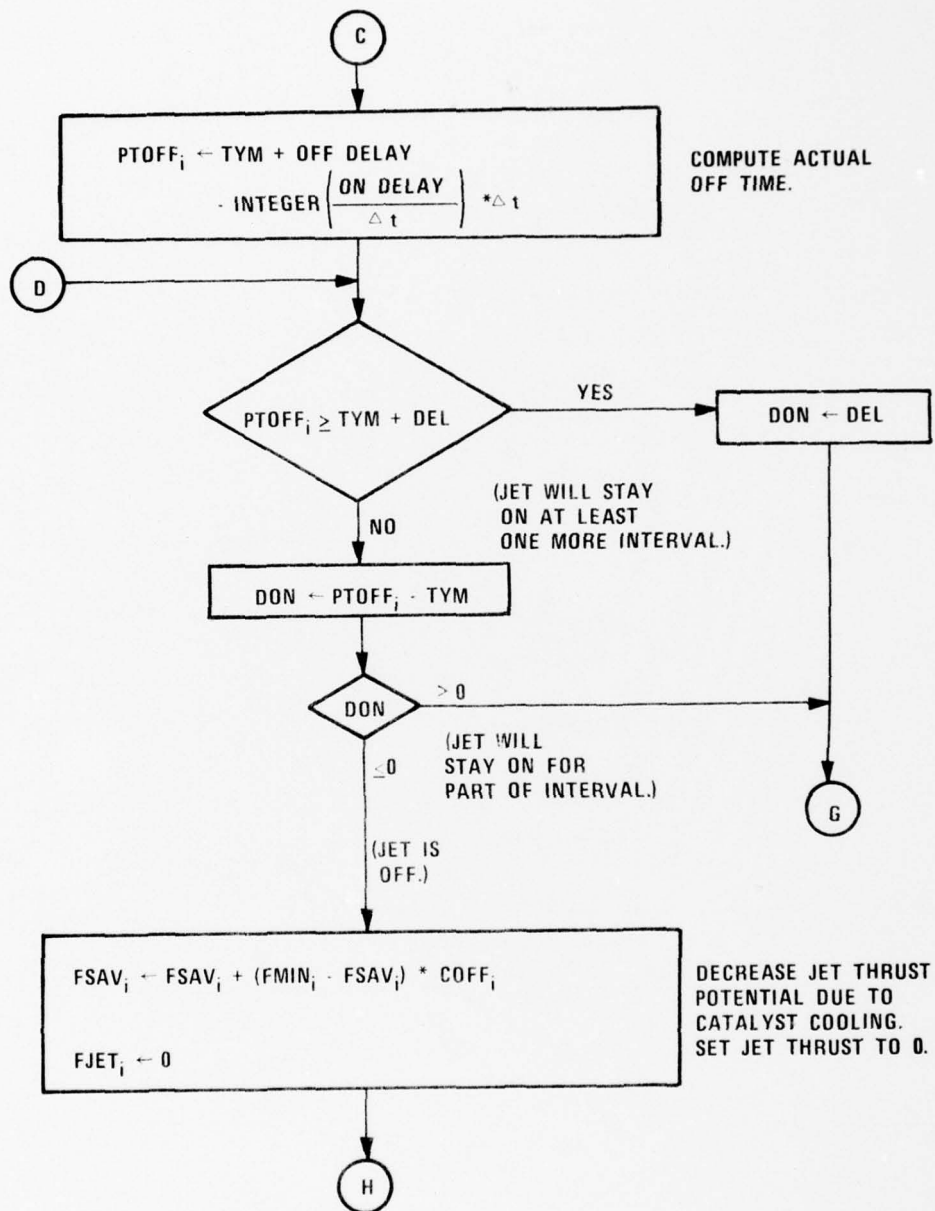 C
PTOFFi ← TYM + OFF DELAY
- INTEGER (ON DELAY / △ t) *△ t
COMPUTE ACTUAL
OFF TIME.
D
PTOFFi ≥ TYM + DEL
YES
DON ← DEL
(JET WILL STAY
ON AT LEAST
ONE MORE INTERVAL.)
NO
DON ← PTOFFi - TYM
DON
> 0
(JET WILL
STAY ON FOR
PART OF INTERVAL.)
≤0
G
(JET IS
OFF.)
FSAVi ← FSAVi + (FMINi - FSAVi) * COFFi
FJETi ← 0
DECREASE JET THRUST
POTENTIAL DUE TO
CATALYST COOLING.
SET JET THRUST TO 0.
H